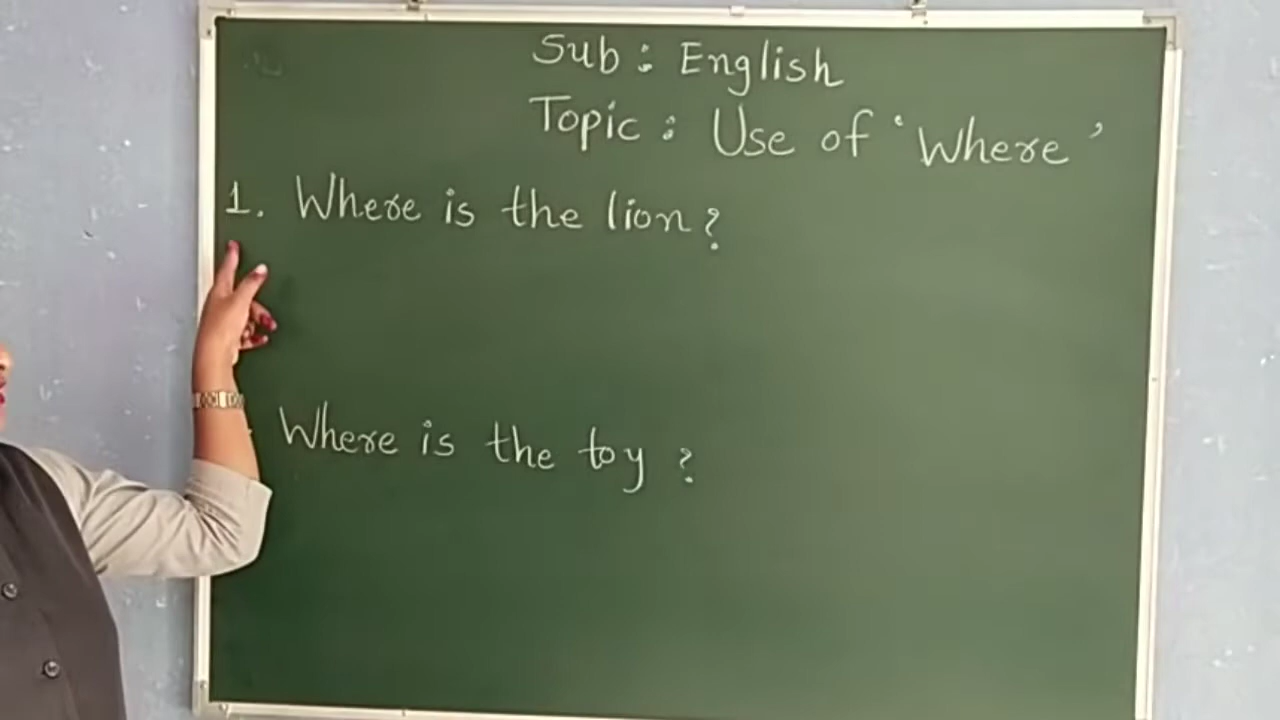 Sub : English
Topic : Use of 'Where'
1. Where is the lion?
Where is the toy ?